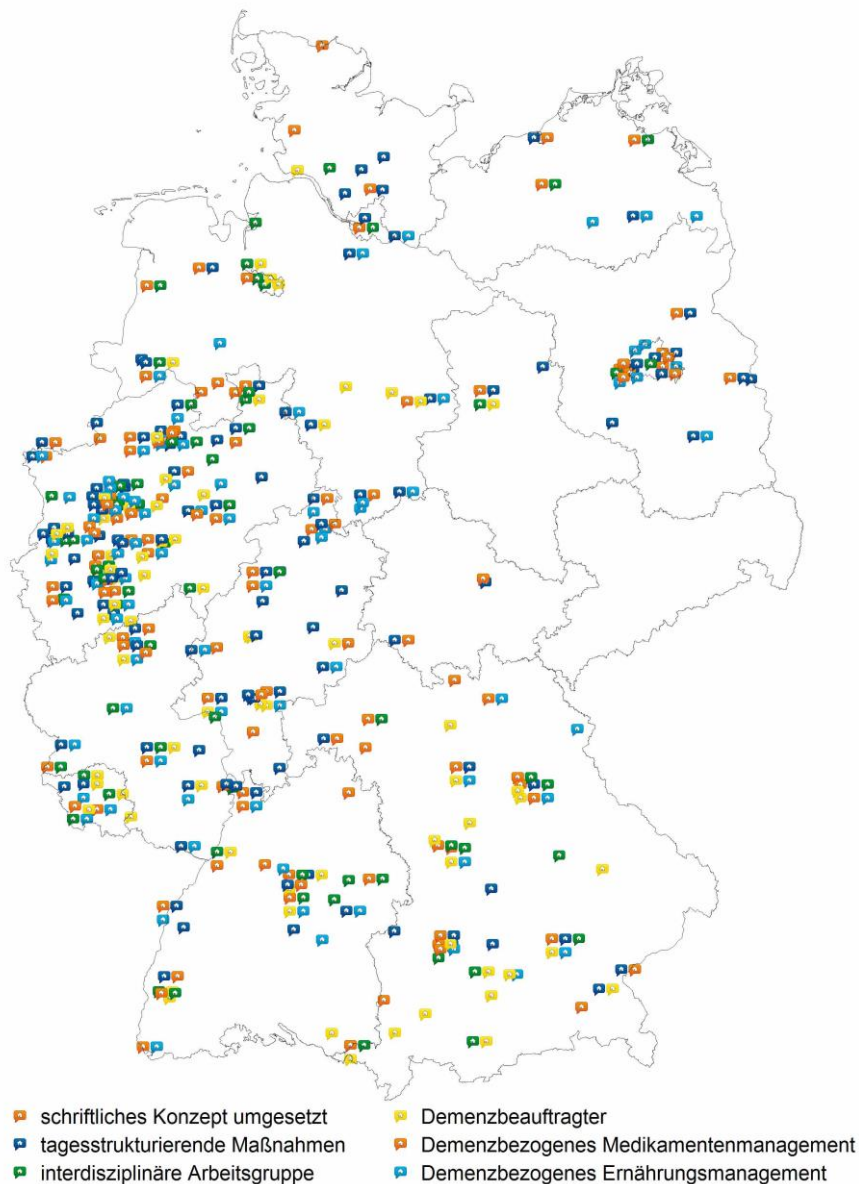 schriftliches Konzept umgesetzt
tagesstrukturierende Maßnahmen
interdisziplinäre Arbeitsgruppe
Demenzbeauftragter
Demenzbezogenes Medikamentenmanagement
Demenzbezogenes Ernährungsmanagement